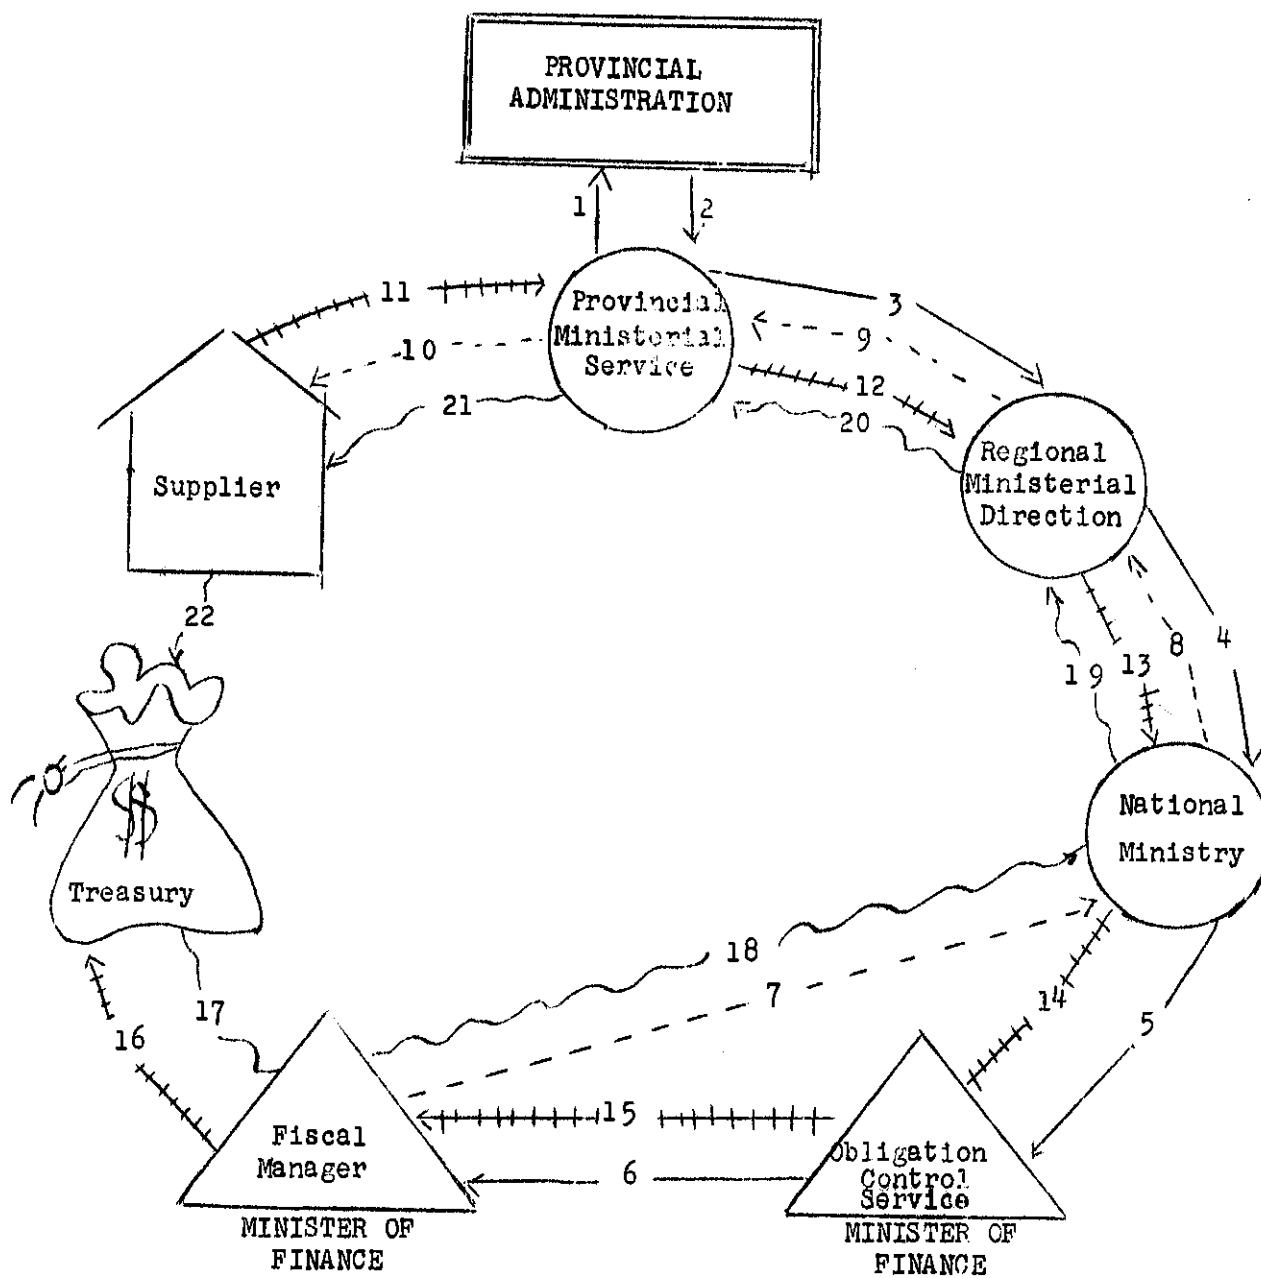 PROVINCIAL
ADMINISTRATION
1
2
11
Provincial
Ministerial
Service
3
9
10
12
21
20
Supplier
Regional
Ministerial
Direction
22
19
13
8
4
$
National
Ministry
Treasury
18
7
17
16
14
5
15
6
Fiscal
Manager
Obligation
Control
Service
MINISTER OF
FINANCE
MINISTER OF
FINANCE